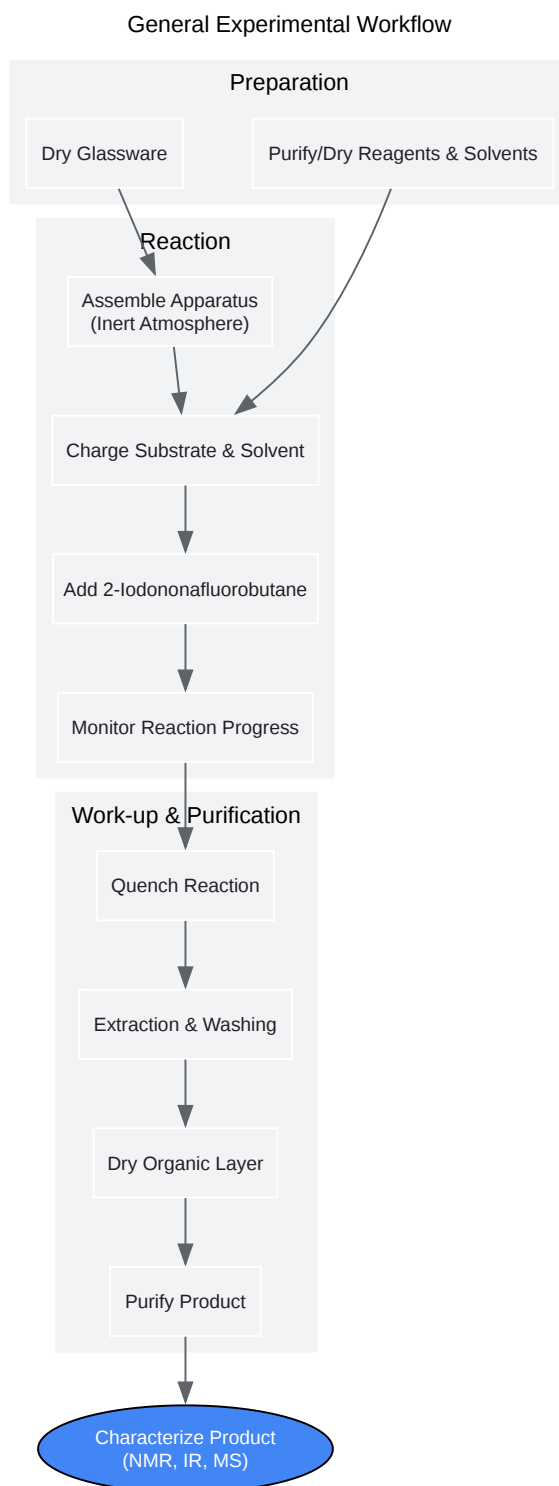 General Experimental Workflow
Preparation
Dry Glassware
Purify/Dry Reagents & Solvents
Reaction
Assemble Apparatus
(Inert Atmosphere)
Charge Substrate & Solvent
Add 2-Iodononafluorobutane
Monitor Reaction Progress
Work-up & Purification
Quench Reaction
Extraction & Washing
Dry Organic Layer
Purify Product
Characterize Product
(NMR, IR, MS)